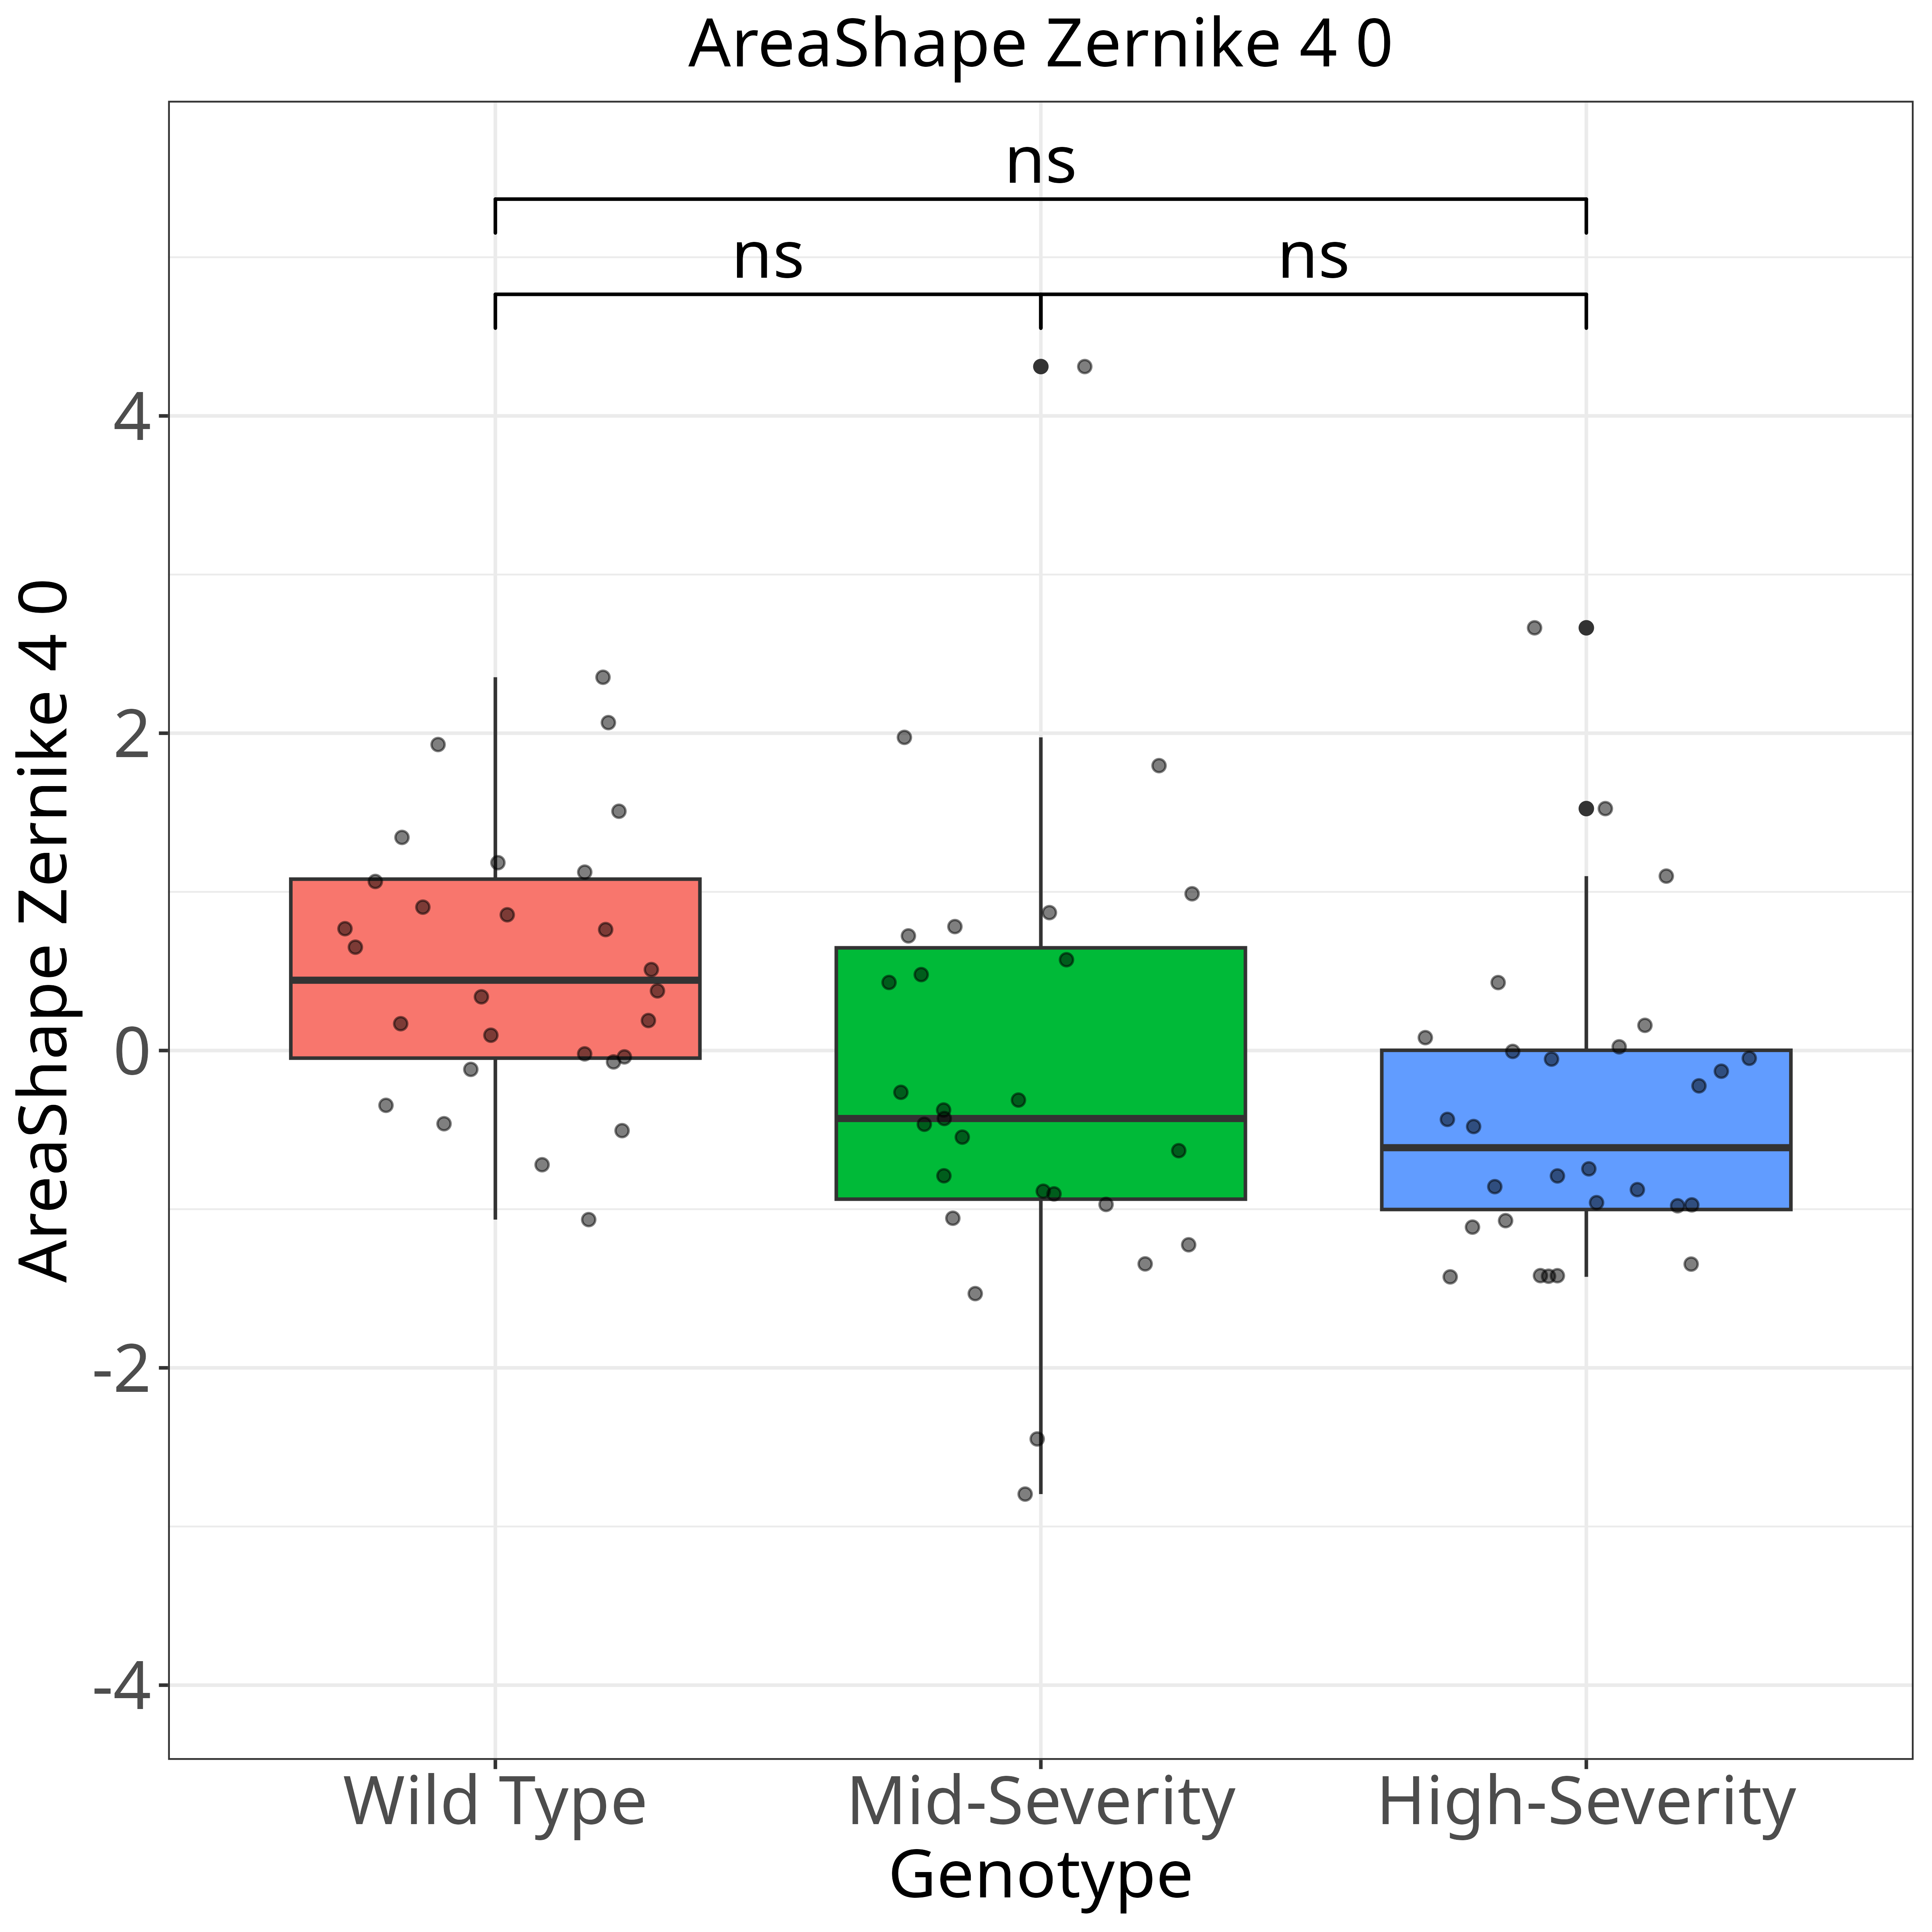 AreaShape Zernike 4 0
ns
ns ns
AreaShape Zernike 4 0
4
2
0
-2
-4
Wild Type Mid-Severity High-Severity
Genotype